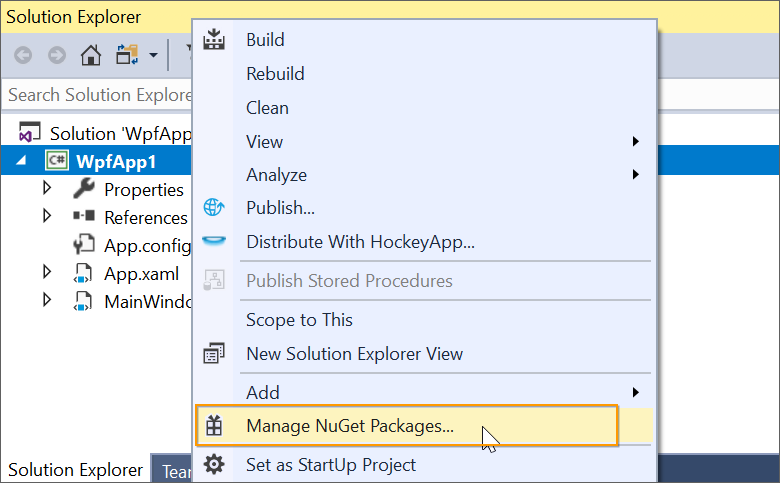 Solution Explorer
Search Solution Explore
Solution 'WpfApp
C# WpfApp1
Properties
References
App.config
App.xaml
MainWindo
Build
Rebuild
Clean
View
Analyze
Publish...
Distribute With HockeyApp...
Publish Stored Procedures
Scope to This
New Solution Explorer View
Add
Manage NuGet Packages...
Set as StartUp Project
Solution Explorer
Tea